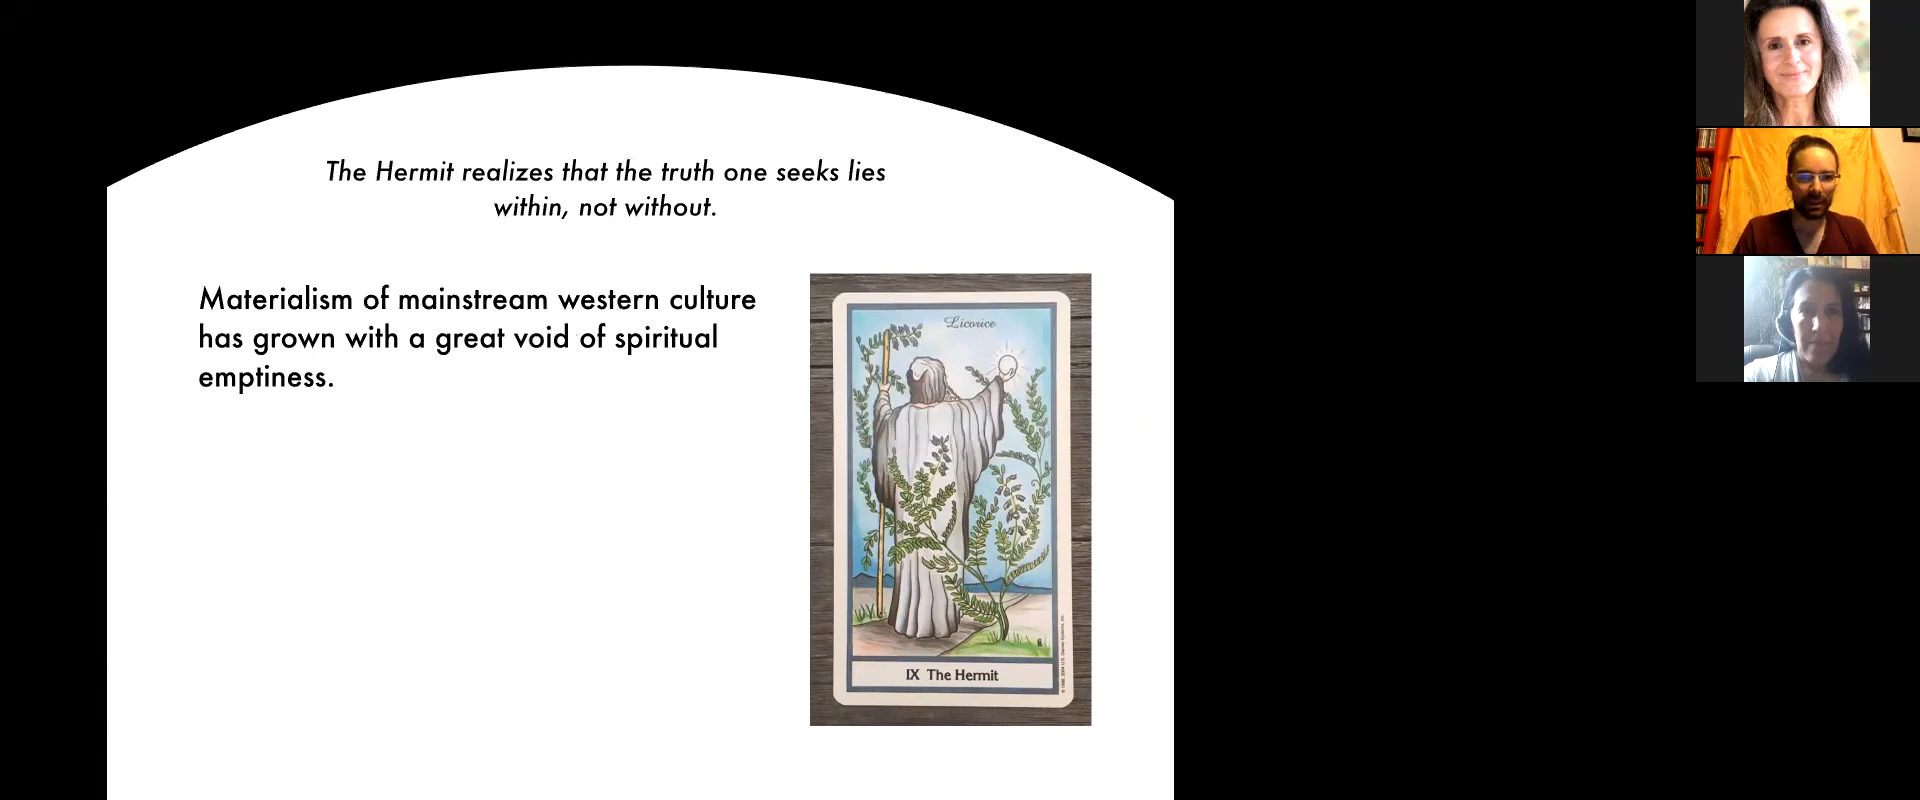 The Hermit realizes that the truth one seeks lies
within, not without.
Materialism of mainstream western culture
has grown with a great void of spiritual
emptiness.
Licorice
IX The Hermit